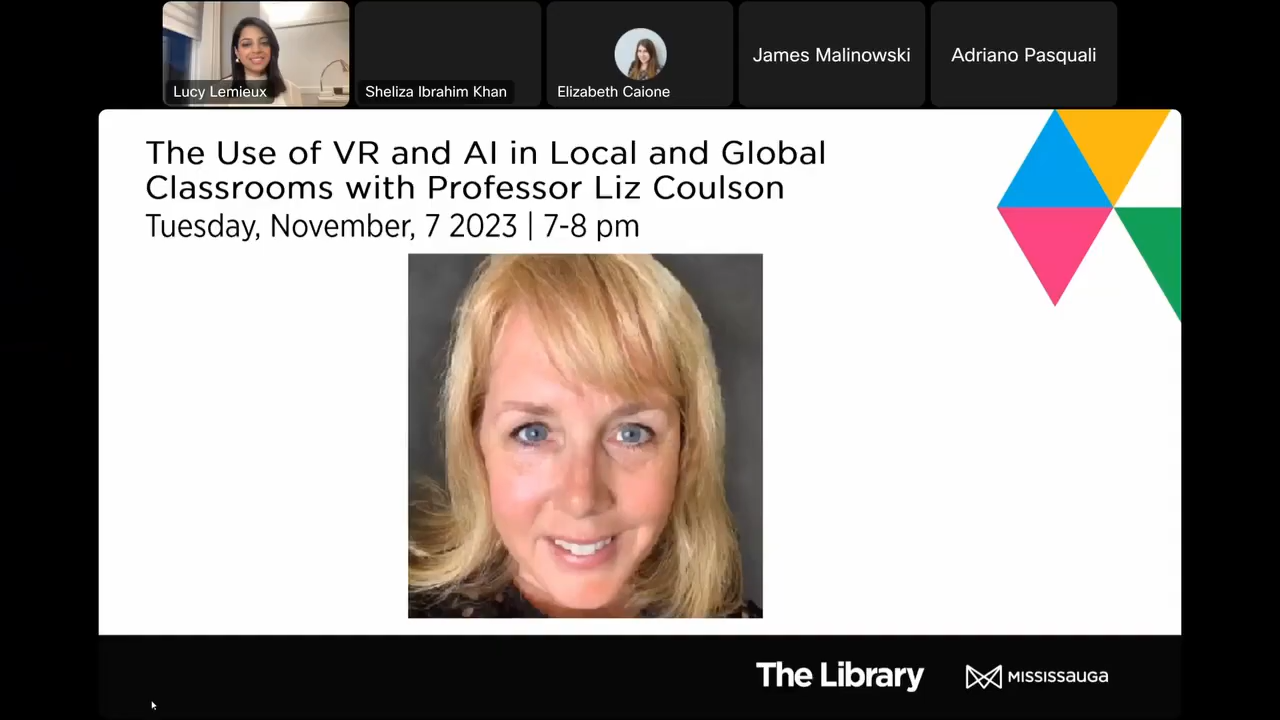 Lucy Lemieux
Sheliza Ibrahim Khan
Elizabeth Caione
James Malinowski
Adriano Pasquali
The Use of VR and AI in Local and Global
Classrooms with Professor Liz Coulson
Tuesday, November, 7 2023 | 7-8 pm
The Library
MISSISSAUGA